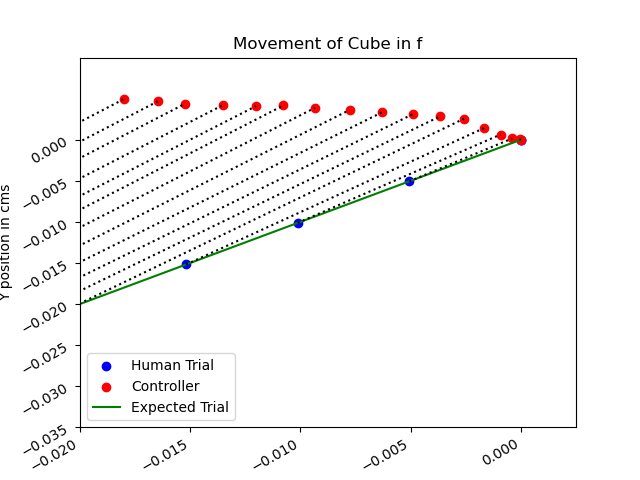 Movement of Cube in f
Y position in cms
0.000
−0.005
−0.010
−0.015
−0.020
−0.025
−0.030
−0.035
−0.020
−0.015
−0.010
−0.005
0.000
Human Trial
Controller
Expected Trial